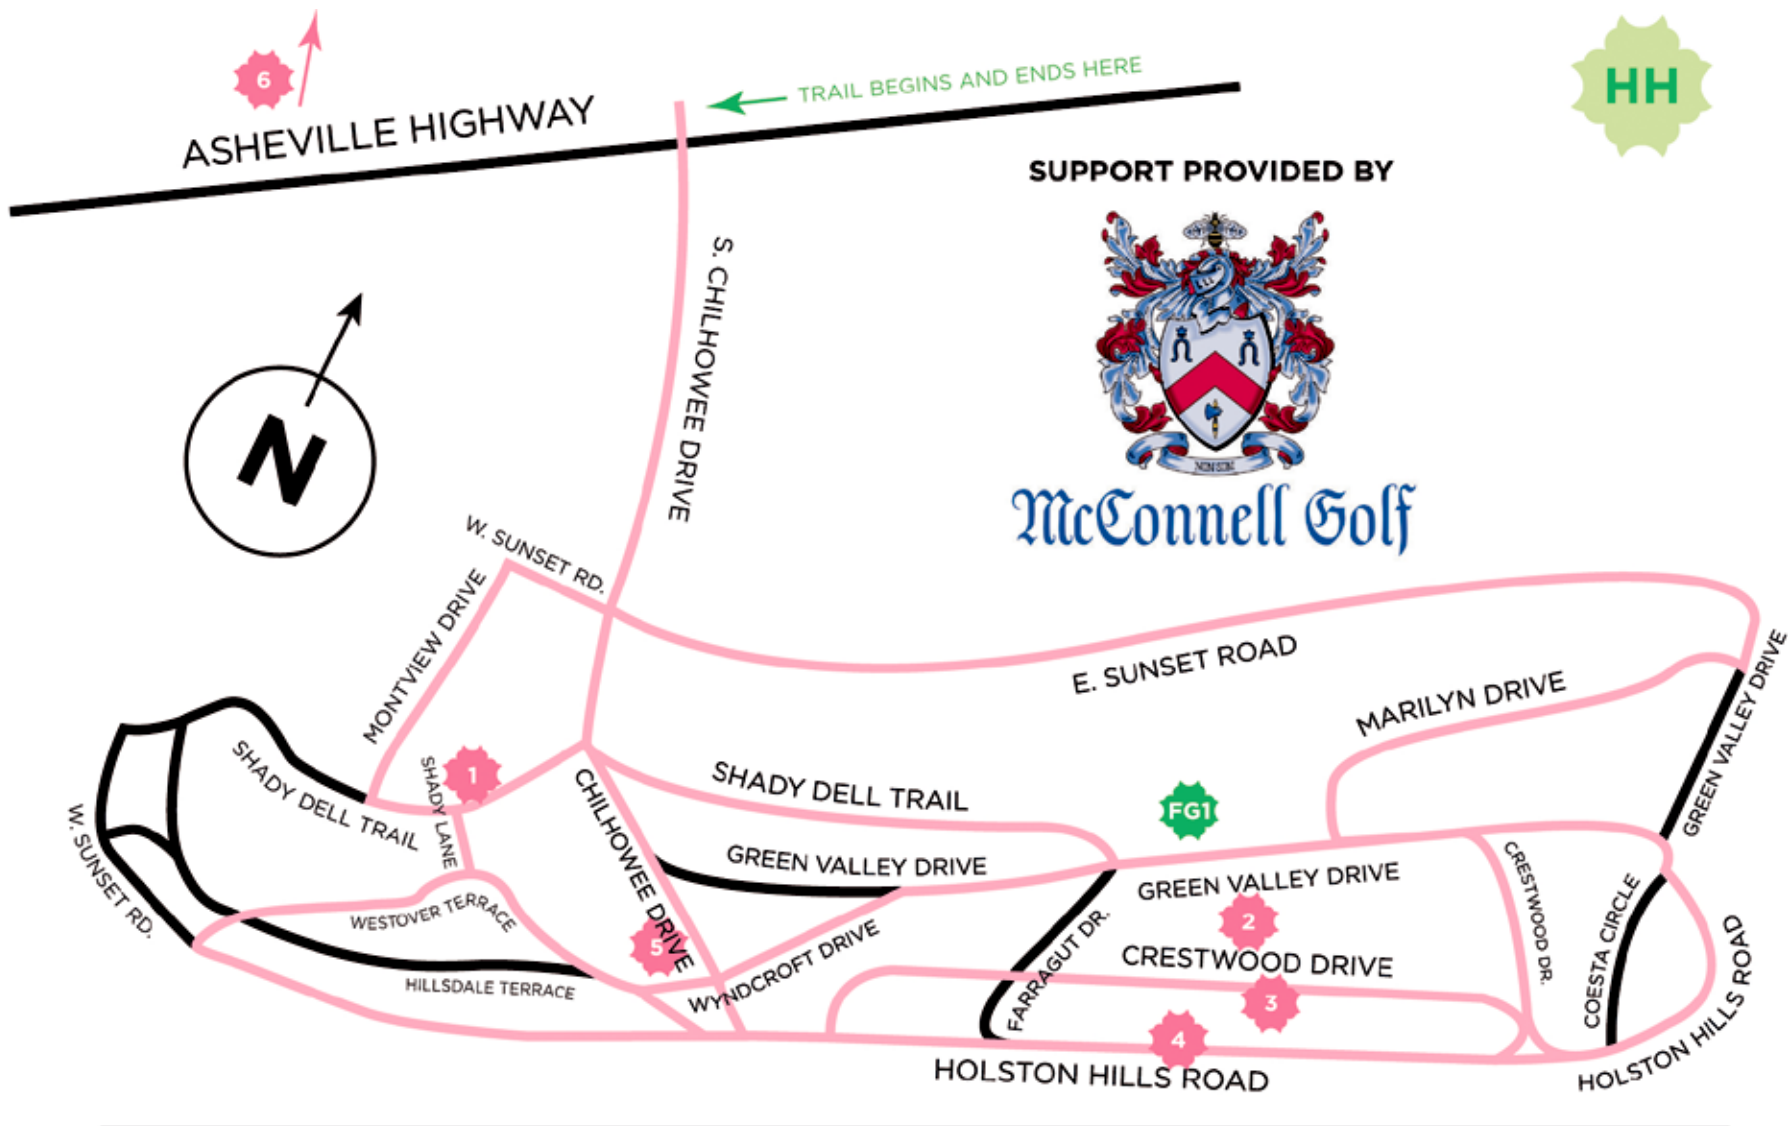 6
ASHEVILLE HIGHWAY
TRAIL BEGINS AND ENDS HERE
HH
SUPPORT PROVIDED BY
McConnell Golf
N
S. CHILHOWEE DRIVE
W. SUNSET RD.
MONTVIEW DRIVE
E. SUNSET ROAD
MARILYN DRIVE
GREEN VALLEY DRIVE
SHADY DELL TRAIL
SHADY LANE
1
CHILHOWEE DRIVE
SHADY DELL TRAIL
FG1
W. SUNSET RD.
GREEN VALLEY DRIVE
GREEN VALLEY DRIVE
CRESTWOOD DR.
COESTA CIRCLE
WESTOVER TERRACE
5
WYNDCROFT DRIVE
FARRAGUT DR.
2
CRESTWOOD DRIVE
3
HILLSDALE TERRACE
4
HOLSTON HILLS ROAD
HOLSTON HILLS ROAD